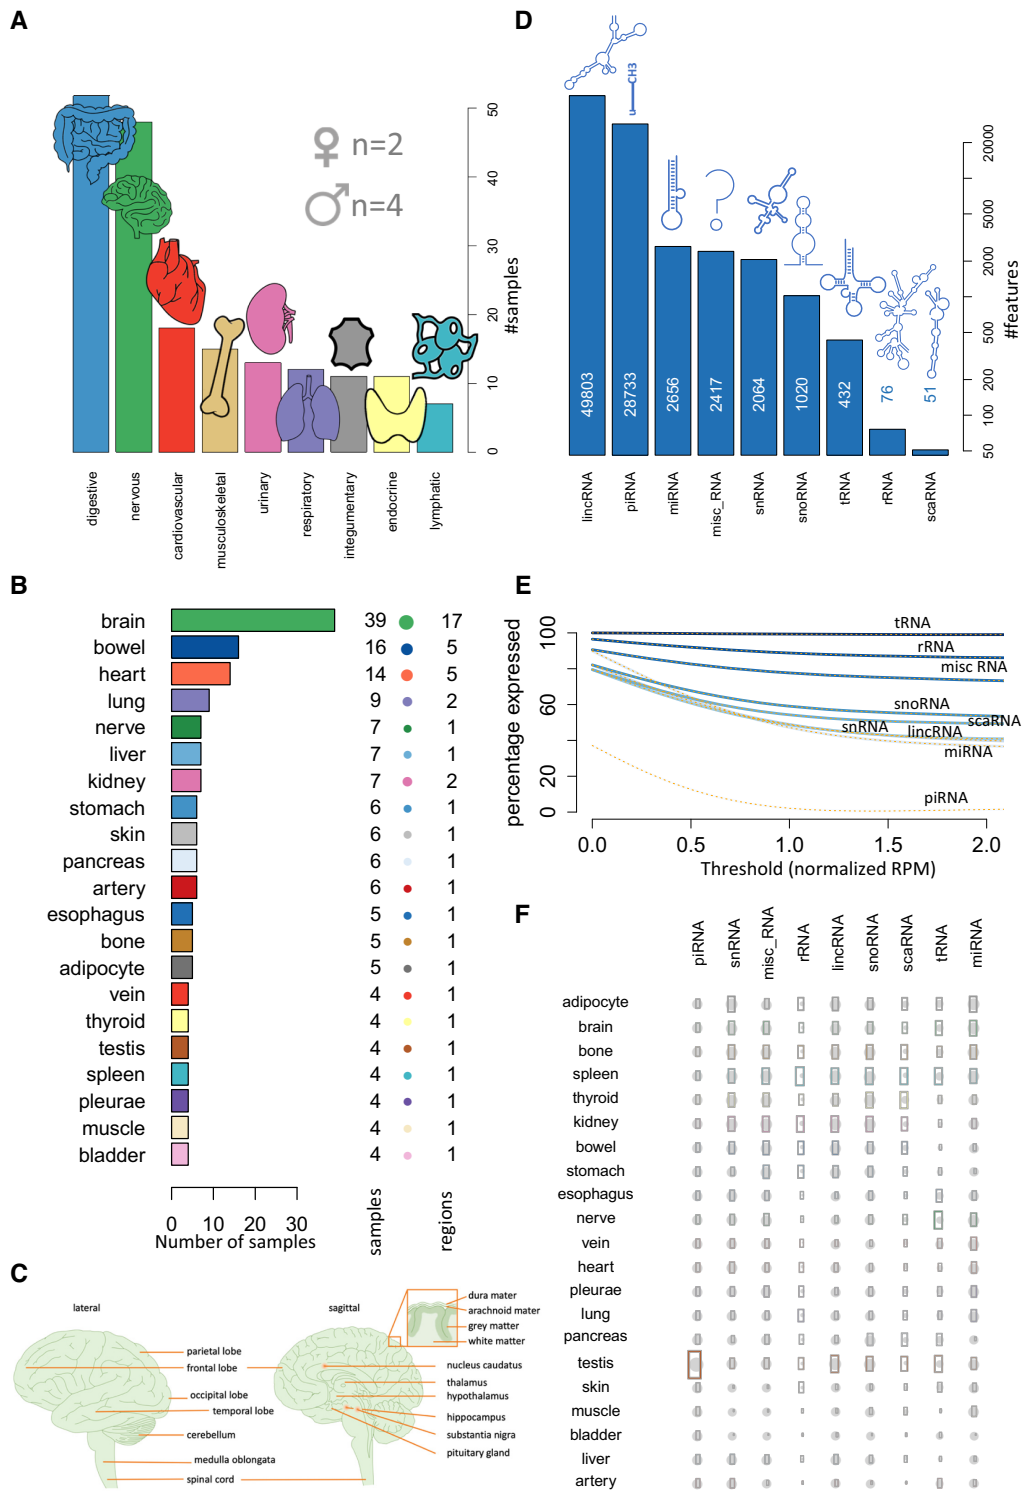 A
50
40
30
20
10
0
#samples
n=2
n=4
digestive
nervous
cardiovascular
musculoskeletal
urinary
respiratory
integumentary
endocrine
lymphatic
D
CH3
u
?
20000
5000
2000
500
200
100
50
#features
49803
28733
2656
2417
2064
1020
432
76
51
lincRNA
piRNA
miRNA
misc_RNA
snRNA
snoRNA
tRNA
rRNA
scaRNA
B
brain 39 17
bowel 16 5
heart 14 5
lung 9 2
nerve 7 1
liver 7 1
kidney 7 2
stomach 6 1
skin 6 1
pancreas 6 1
artery 6 1
esophagus 5 1
bone 5 1
adipocyte 5 1
vein 4 1
thyroid 4 1
testis 4 1
spleen 4 1
pleurae 4 1
muscle 4 1
bladder 4 1
0 10 20 30
Number of samples
samples
regions
E
percentage expressed
100
60
20
0
tRNA
rRNA
misc RNA
snoRNA
scaRNA
snRNA
lincRNA
miRNA
piRNA
0.0 0.5 1.0 1.5 2.0
Threshold (normalized RPM)
F
piRNA
snRNA
misc_RNA
rRNA
lincRNA
snoRNA
scaRNA
tRNA
miRNA
adipocyte
brain
bone
spleen
thyroid
kidney
bowel
stomach
esophagus
nerve
vein
heart
pleurae
lung
pancreas
testis
skin
muscle
bladder
liver
artery
C
lateral
parietal lobe
frontal lobe
occipital lobe
temporal lobe
cerebellum
medulla oblongata
spinal cord
sagittal
dura mater
arachnoid mater
grey matter
white matter
nucleus caudatus
thalamus
hypothalamus
hippocampus
substantia nigra
pituitary gland